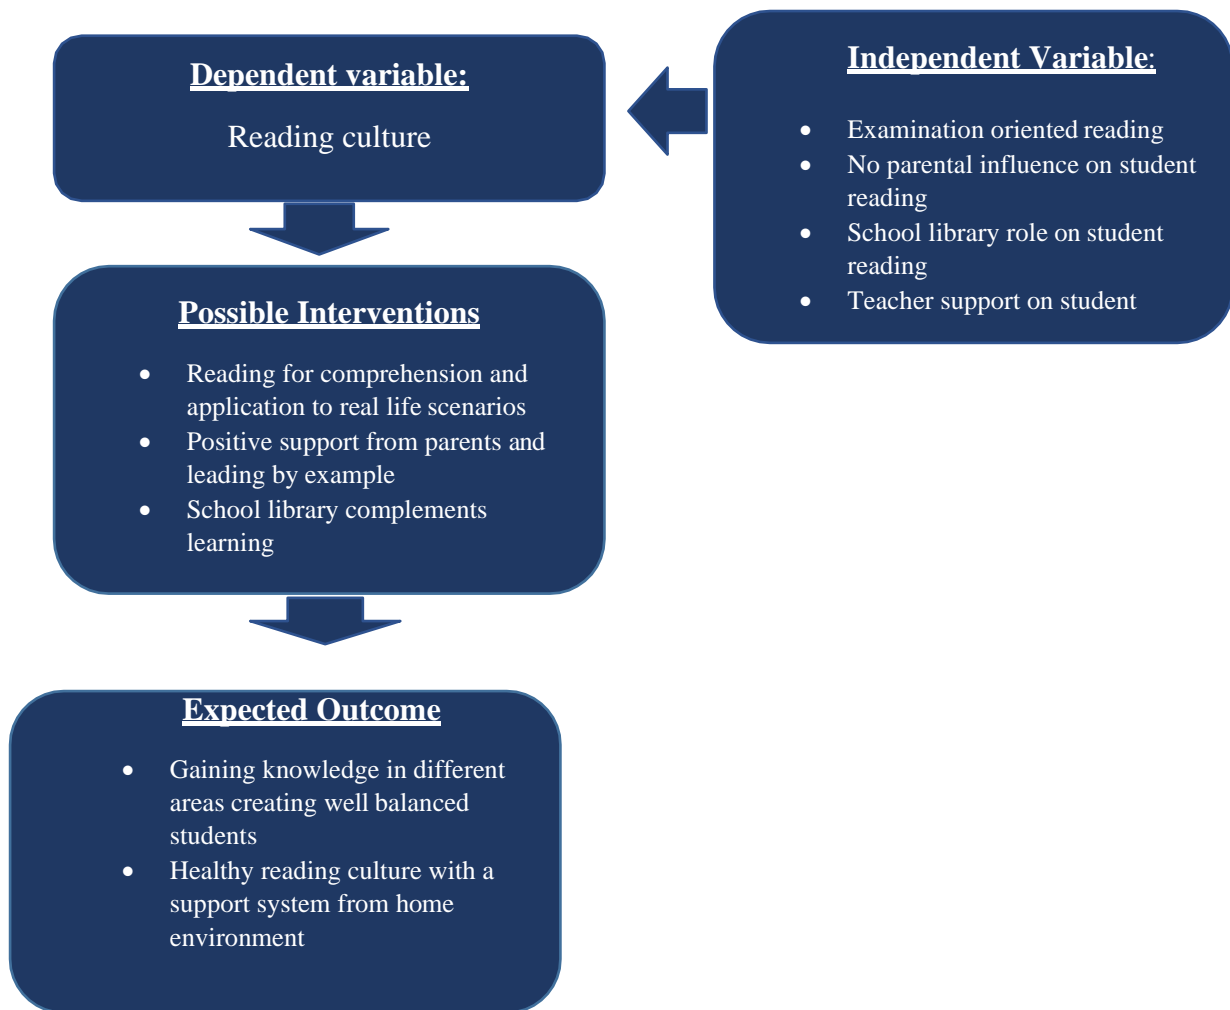 Dependent variable:
Reading culture
Independent Variable:
• Examination oriented reading
• No parental influence on student
reading
• School library role on student
reading
• Teacher support on student
Possible Interventions
• Reading for comprehension and
application to real life scenarios
• Positive support from parents and
leading by example
• School library complements
learning
Expected Outcome
• Gaining knowledge in different
areas creating well balanced
students
• Healthy reading culture with a
support system from home
environment